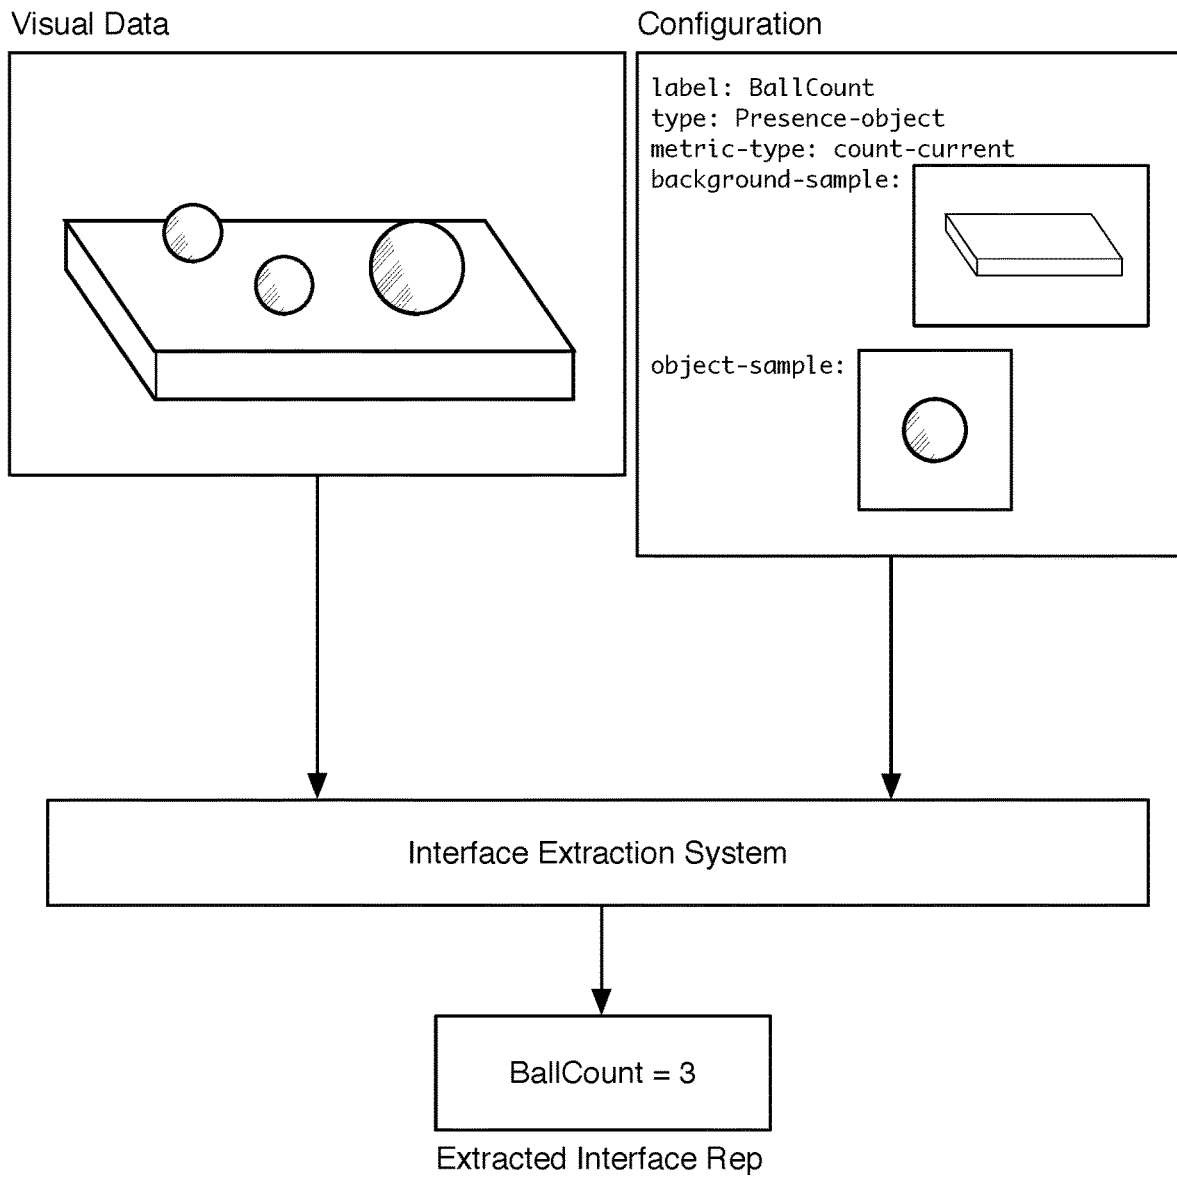 Visual Data
Configuration
label: BallCount
type: Presence-object
metric-type: count-current
background-sample:
object-sample:
Interface Extraction System
BallCount = 3
Extracted Interface Rep